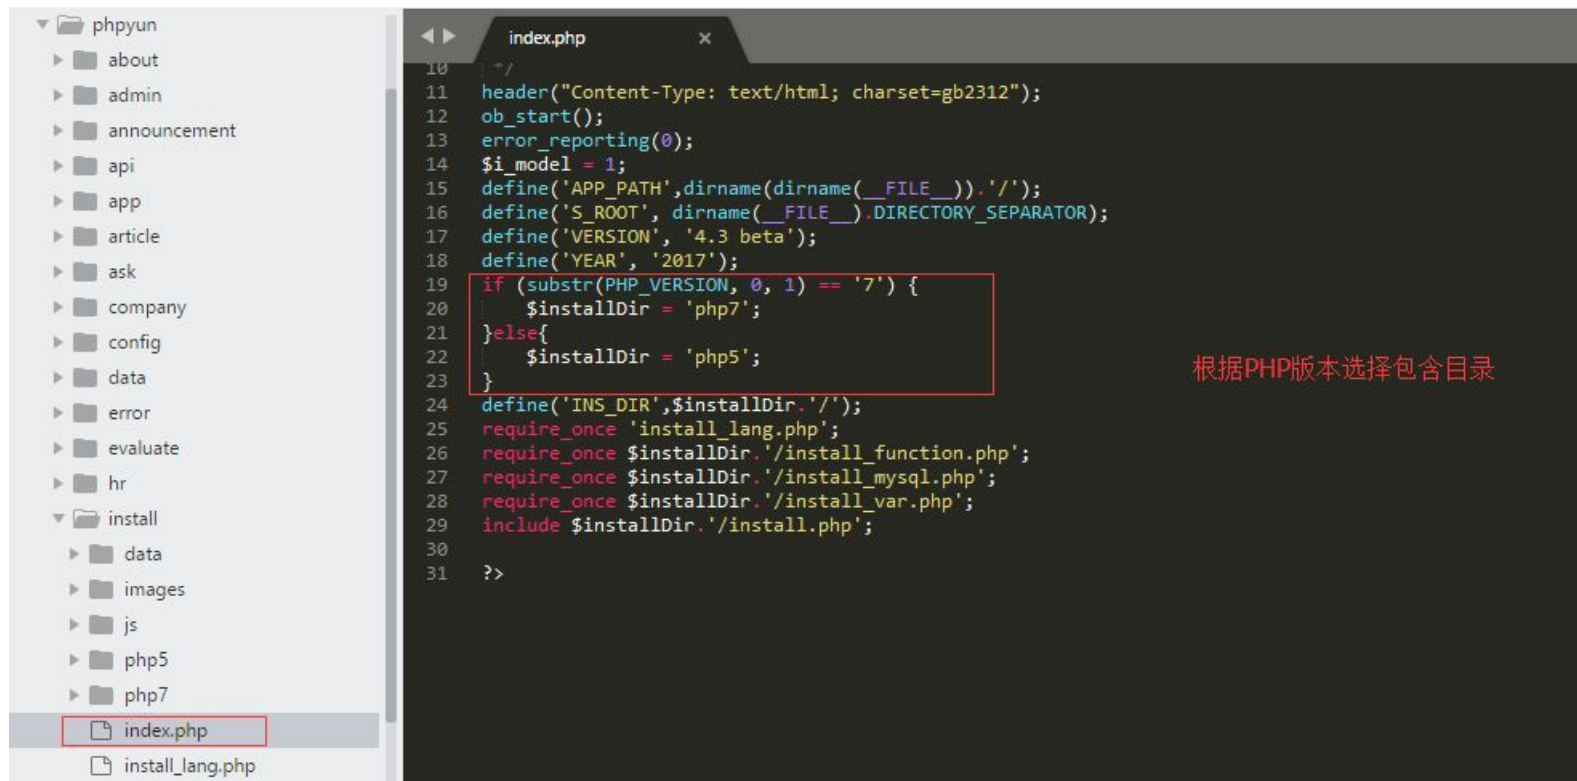 phpyun
about
admin
announcement
api
app
article
ask
company
config
data
error
evaluate
hr
install
data
images
js
php5
php7
index.php
install_lang.php
index.php ×
10 */
11 header("Content-Type: text/html; charset=gb2312");
12 ob_start();
13 error_reporting(0);
14 $i_model = 1;
15 define('APP_PATH',dirname(dirname(__FILE__)).'/');
16 define('S_ROOT', dirname(__FILE__).DIRECTORY_SEPARATOR);
17 define('VERSION', '4.3 beta');
18 define('YEAR', '2017');
19 if (substr(PHP_VERSION, 0, 1) == '7') {
20 $installDir = 'php7';
21 }else{
22 $installDir = 'php5';
23 }
24 define('INS_DIR',$installDir.'/');
25 require_once 'install_lang.php';
26 require_once $installDir.'/install_function.php';
27 require_once $installDir.'/install_mysql.php';
28 require_once $installDir.'/install_var.php';
29 include $installDir.'/install.php';
30
31 ?>
根据PHP版本选择包含目录